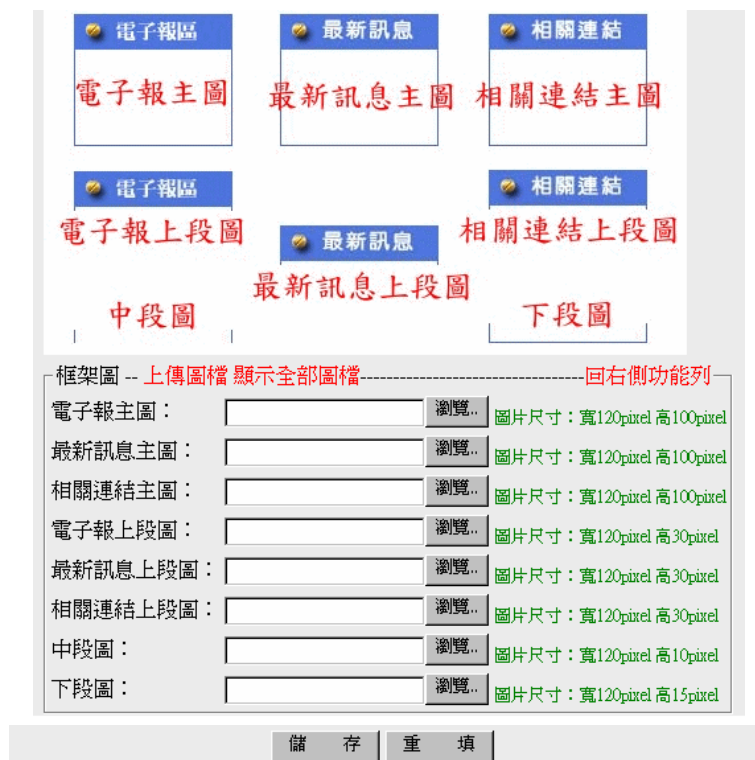 電子報區 最新訊息 相關連結
電子報主圖 最新訊息主圖 相關連結主圖
電子報區 相關連結
電子報上段圖 相關連結上段圖
最新訊息
最新訊息上段圖
中段圖 下段圖
框架圖 -- 上傳圖檔 顯示全部圖檔--------------------------------回右側功能列
電子報主圖： 瀏覽.. 圖片尺寸：寬120pixel 高100pixel
最新訊息主圖： 瀏覽.. 圖片尺寸：寬120pixel 高100pixel
相關連結主圖： 瀏覽.. 圖片尺寸：寬120pixel 高100pixel
電子報上段圖： 瀏覽.. 圖片尺寸：寬120pixel 高30pixel
最新訊息上段圖： 瀏覽.. 圖片尺寸：寬120pixel 高30pixel
相關連結上段圖： 瀏覽.. 圖片尺寸：寬120pixel 高30pixel
中段圖： 瀏覽.. 圖片尺寸：寬120pixel 高10pixel
下段圖： 瀏覽.. 圖片尺寸：寬120pixel 高15pixel
儲 存 重 填